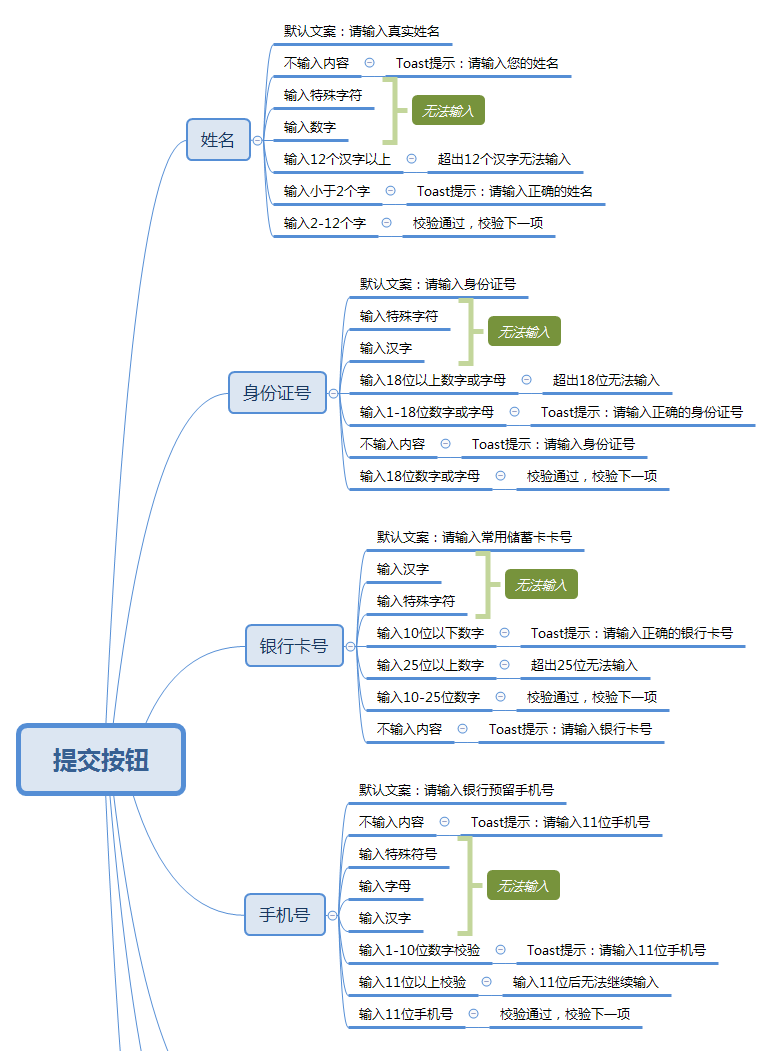 默认文案：请输入真实姓名
不输入内容 Toast提示：请输入您的姓名
输入特殊字符
无法输入
输入数字
姓名
输入12个汉字以上 超出12个汉字无法输入
输入小于2个字 Toast提示：请输入正确的姓名
输入2-12个字 校验通过，校验下一项
默认文案：请输入身份证号
输入特殊字符
无法输入
输入汉字
身份证号
输入18位以上数字或字母 超出18位无法输入
输入1-18位数字或字母 Toast提示：请输入正确的身份证号
不输入内容 Toast提示：请输入身份证号
输入18位数字或字母 校验通过，校验下一项
默认文案：请输入常用储蓄卡卡号
输入汉字
无法输入
输入特殊字符
输入10位以下数字 Toast提示：请输入正确的银行卡号
银行卡号
输入25位以上数字 超出25位无法输入
输入10-25位数字 校验通过，校验下一项
不输入内容 Toast提示：请输入银行卡号
提交按钮
默认文案：请输入银行预留手机号
不输入内容 Toast提示：请输入11位手机号
输入特殊符号
输入字母
无法输入
输入汉字
手机号
输入1-10位数字校验 Toast提示：请输入11位手机号
输入11位以上校验 输入11位后无法继续输入
输入11位手机号 校验通过，校验下一项